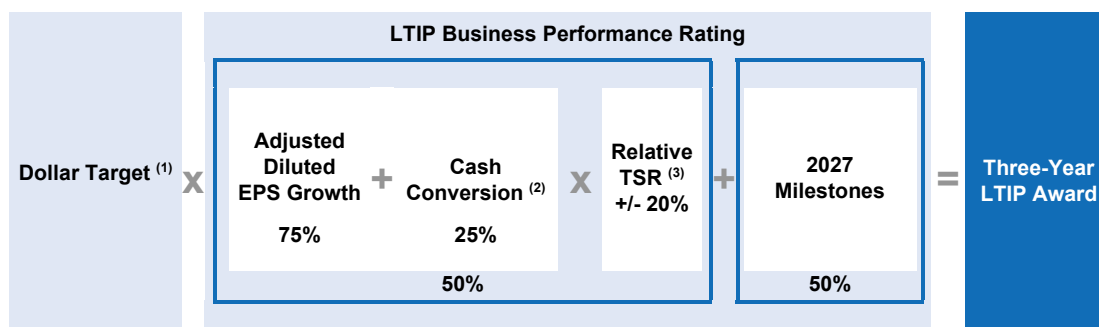 LTIP Business Performance Rating
Dollar Target (1)
x
Adjusted
Diluted
EPS Growth
75%
+
Cash
Conversion (2)
25%
x
Relative
TSR (3)
+/- 20%
50%
+
2027
Milestones
50%
=
Three-Year
LTIP Award